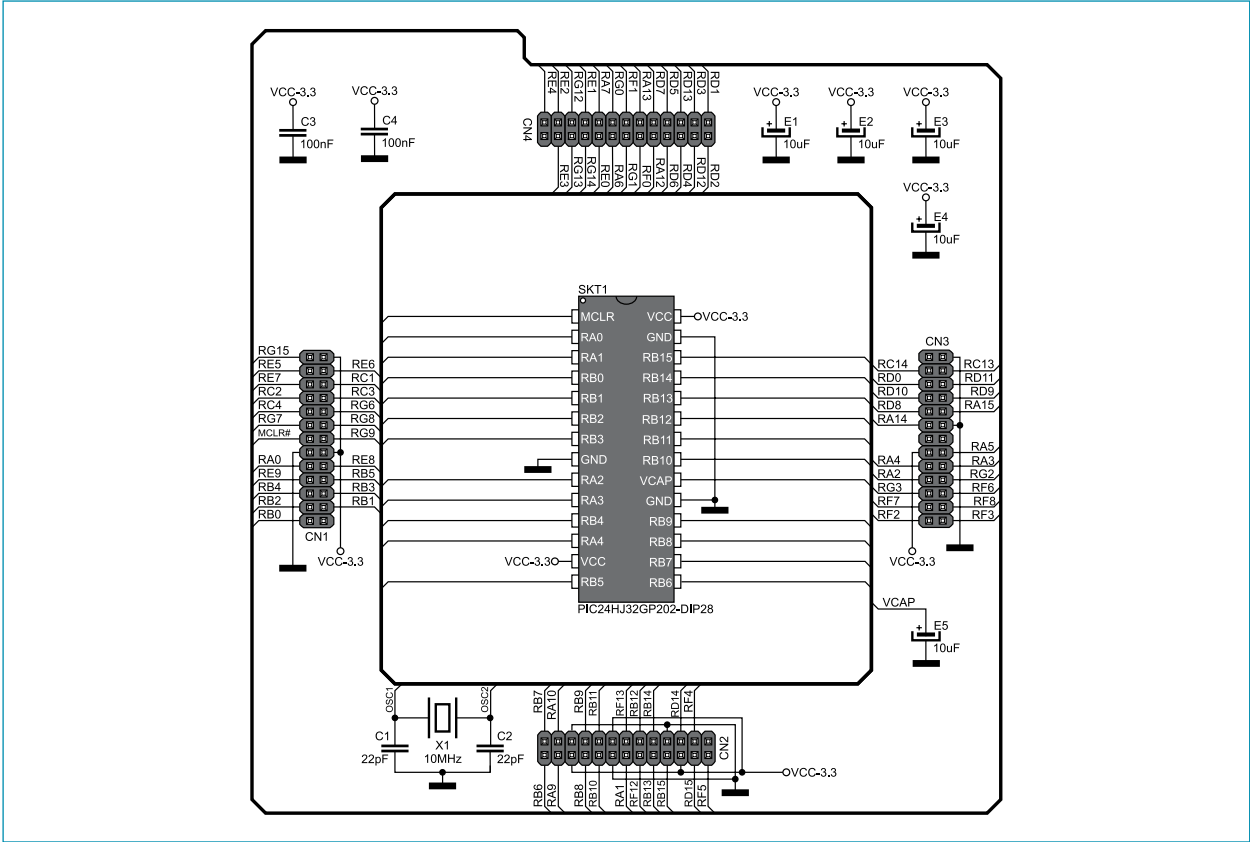 VCC-3.3
C3
100nF
VCC-3.3
C4
100nF
RE4
RE2
RG12
RE1
RA7
RG0
RF1
RA13
RD7
RD5
RD13
RD3
RD1
CN4
RE3
RG13
RG14
RE0
RA6
RG1
RF0
RA12
RD6
RD4
RD12
RD2
VCC-3.3
E1
10uF
VCC-3.3
E2
10uF
VCC-3.3
E3
10uF
VCC-3.3
E4
10uF
SKT1
MCLR
RA0
RA1
RB0
RB1
RB2
RB3
GND
RA2
RA3
RB4
RA4
VCC
RB5
VCC
GND
RB15
RB14
RB13
RB12
RB11
RB10
VCAP
GND
RB9
RB8
RB7
RB6
VCC-3.3
VCC-3.3
PIC24HJ32GP202-DIP28
RG15
RE5
RE7
RC2
RC4
RG7
MCLR#
RA0
RE9
RB4
RB2
RB0
RE6
RC1
RC3
RG6
RG8
RG9
RE8
RB5
RB3
RB1
CN1
VCC-3.3
CN3
RC14
RD0
RD10
RD8
RA14
RA4
RA2
RG3
RF7
RF2
RC13
RD11
RD9
RA15
RA5
RA3
RG2
RF6
RF8
RF3
VCC-3.3
VCAP
E5
10uF
OSC1
OSC2
C1
22pF
X1
10MHz
C2
22pF
RB7
RA10
RB9
RB11
RF13
RB12
RB14
RD14
RF4
CN2
RB6
RA9
RB8
RB10
RA1
RF12
RB13
RB15
RD15
RF5
VCC-3.3